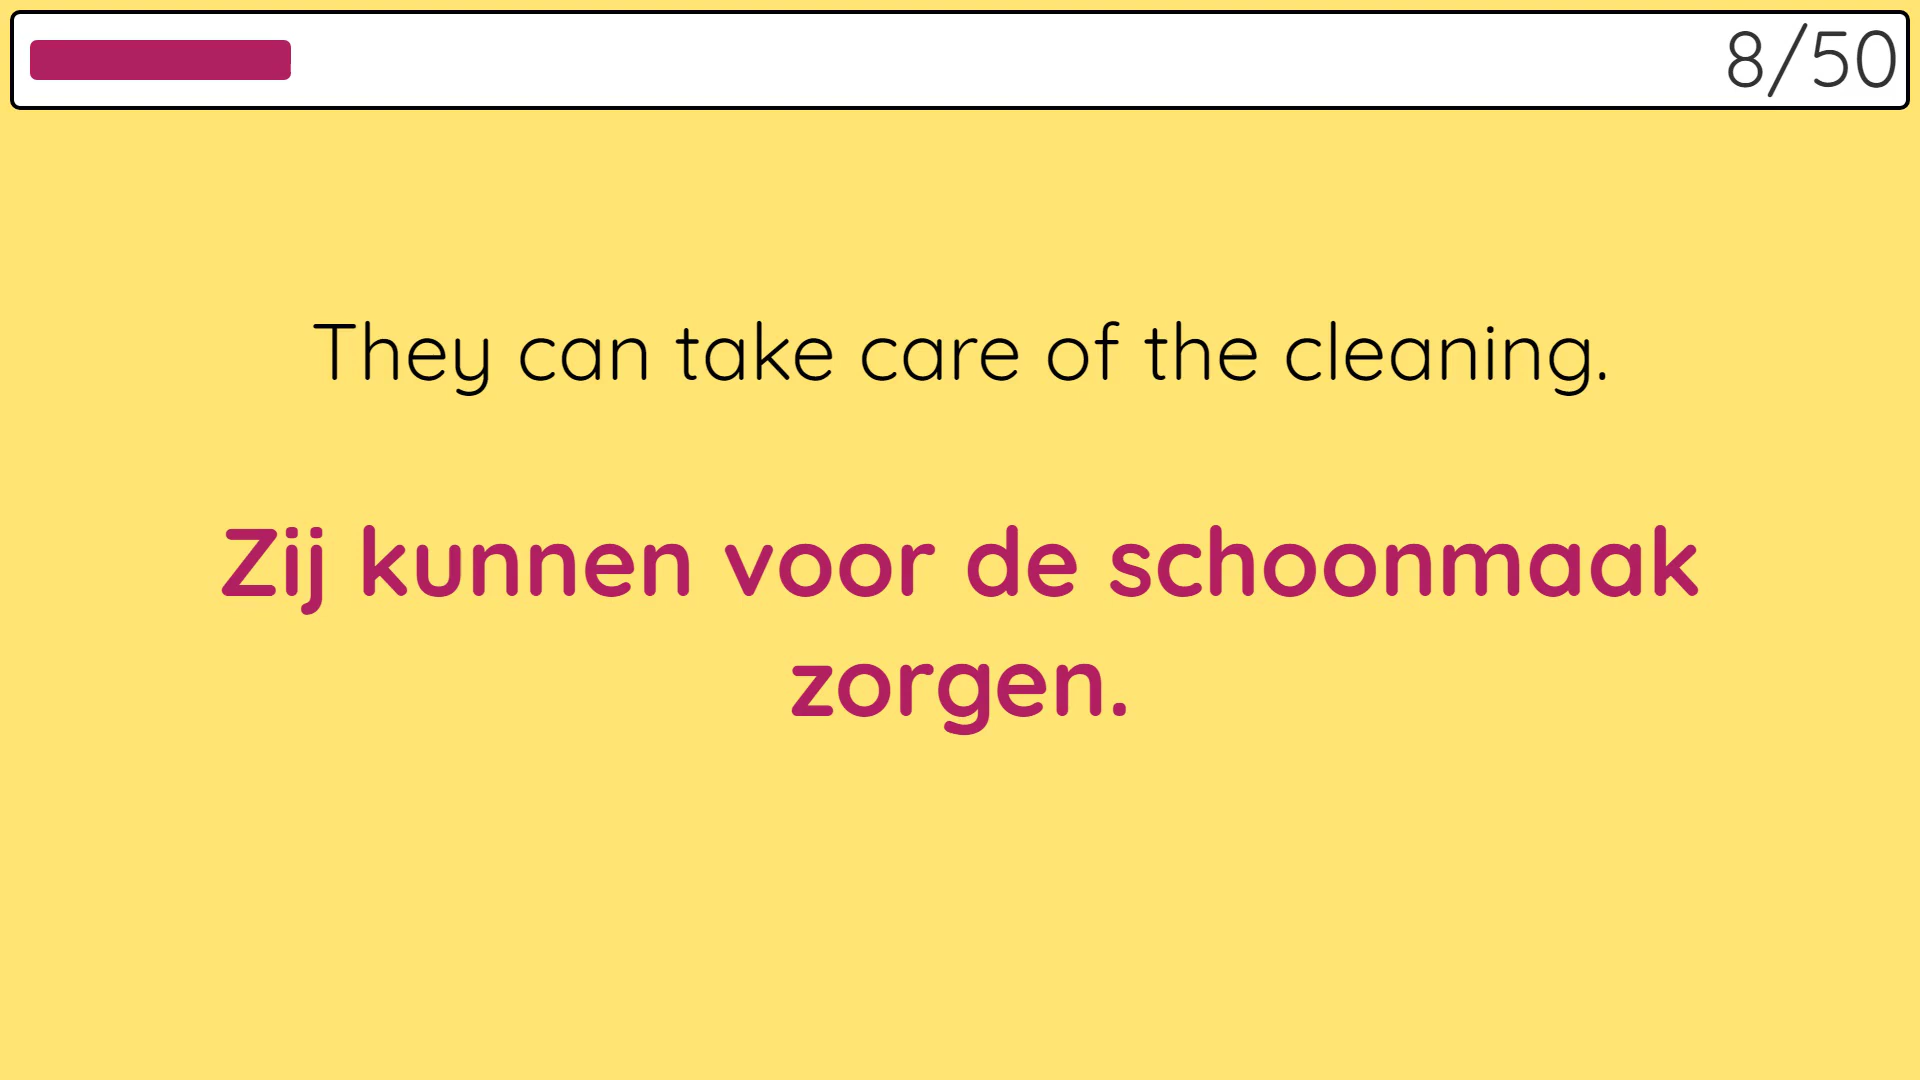 8/50
They can take care of the cleaning.
Zij kunnen voor de schoonmaak
zorgen.